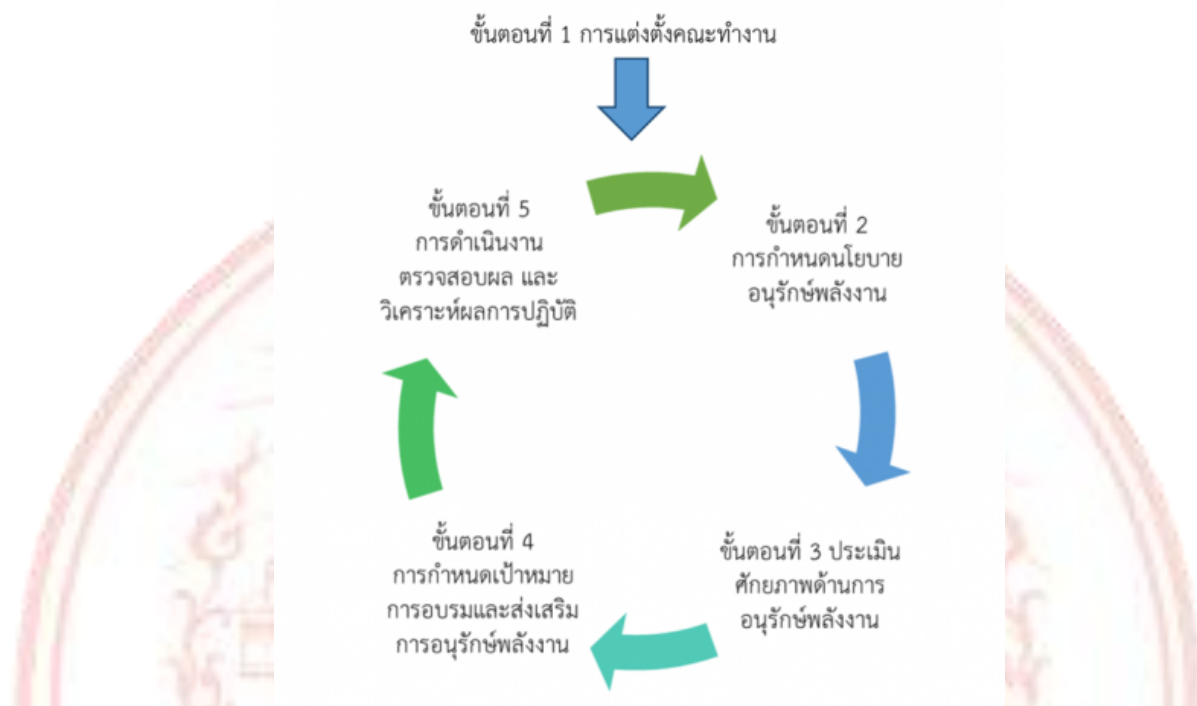 ขั้นตอนที่ 1 การแต่งตั้งคณะทำงาน
ขั้นตอนที่ 2
การกำหนดนโยบาย
อนุรักษ์พลังงาน
ขั้นตอนที่ 3 ประเมิน
ศักยภาพด้านการ
อนุรักษ์พลังงาน
ขั้นตอนที่ 4
การกำหนดเป้าหมาย
การอบรมและส่งเสริม
การอนุรักษ์พลังงาน
ขั้นตอนที่ 5
การดำเนินงาน
ตรวจสอบผล และ
วิเคราะห์ผลการปฏิบัติ